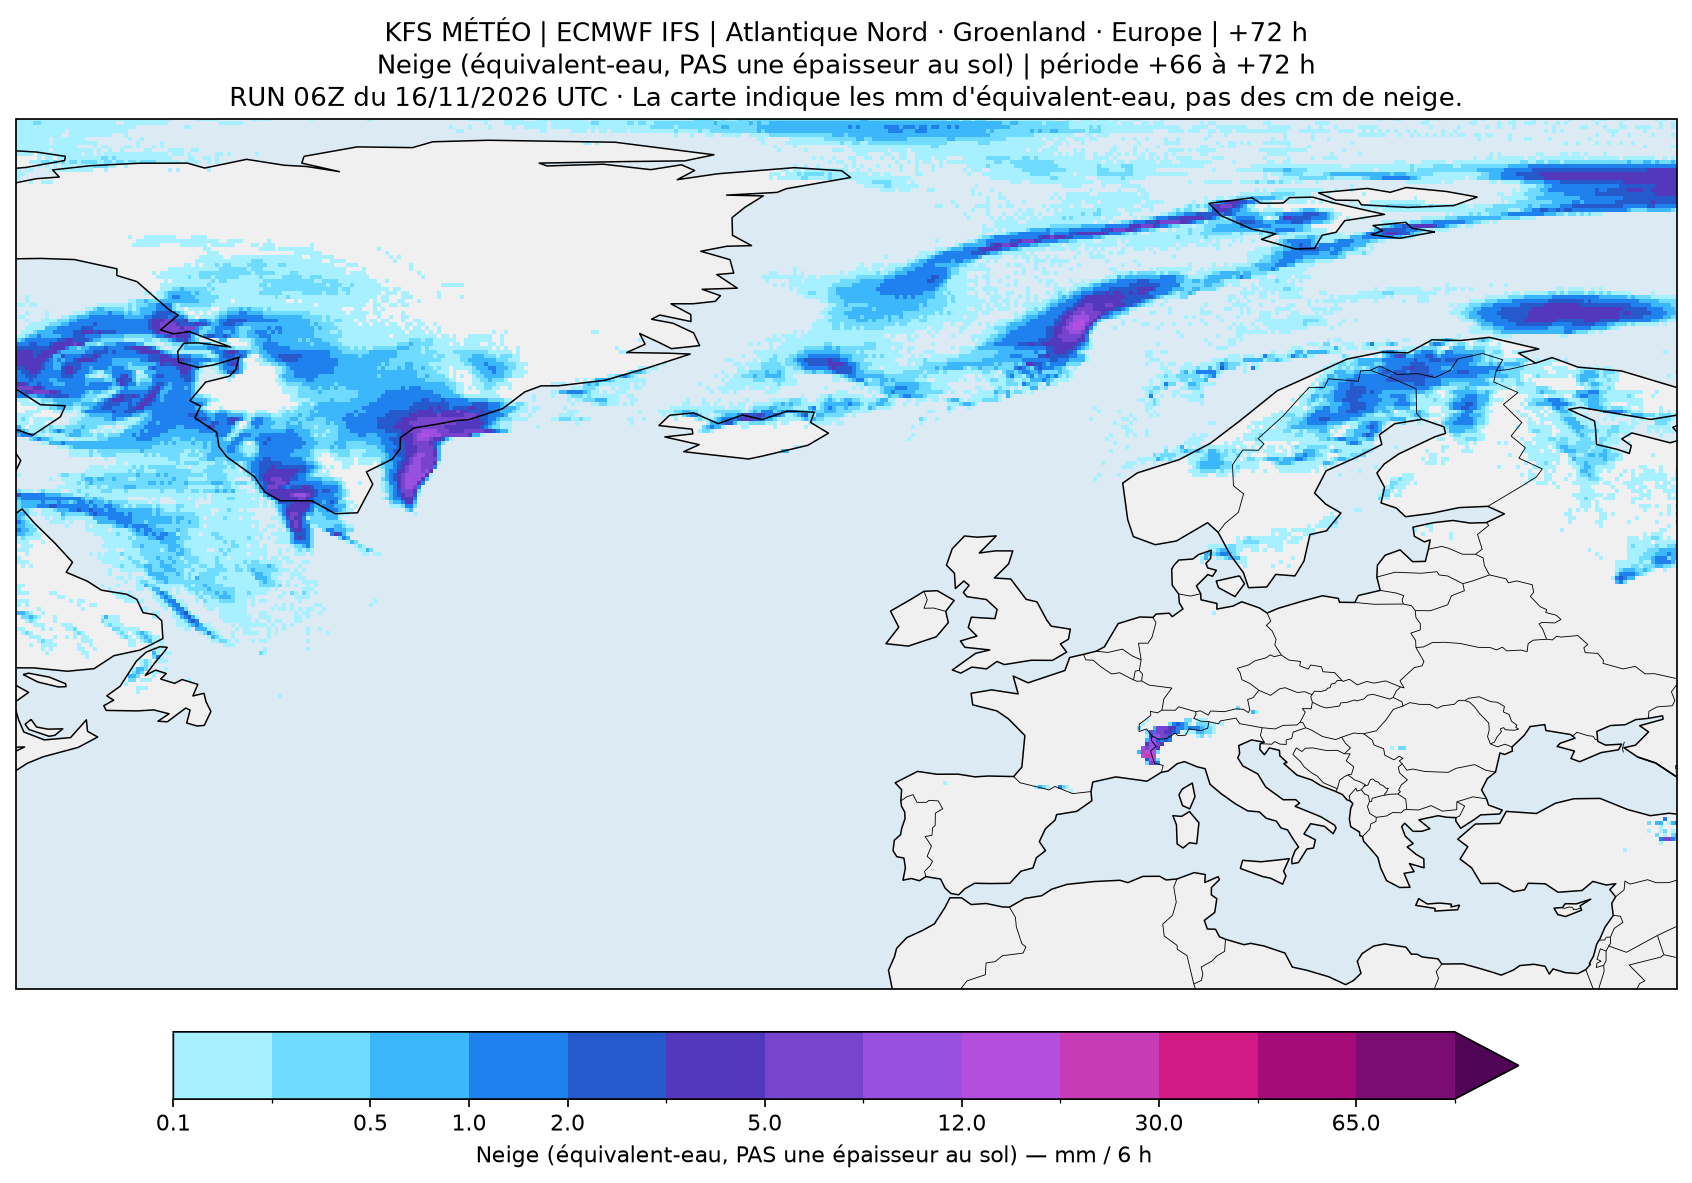 KFS MÉTÉO | ECMWF IFS | Atlantique Nord · Groenland · Europe | +72 h
Neige (équivalent-eau, PAS une épaisseur au sol) | période +66 à +72 h
RUN 06Z du 16/11/2026 UTC · La carte indique les mm d'équivalent-eau, pas des cm de neige.
0.1 0.5 1.0 2.0 5.0 12.0 30.0 65.0
Neige (équivalent-eau, PAS une épaisseur au sol) — mm / 6 h